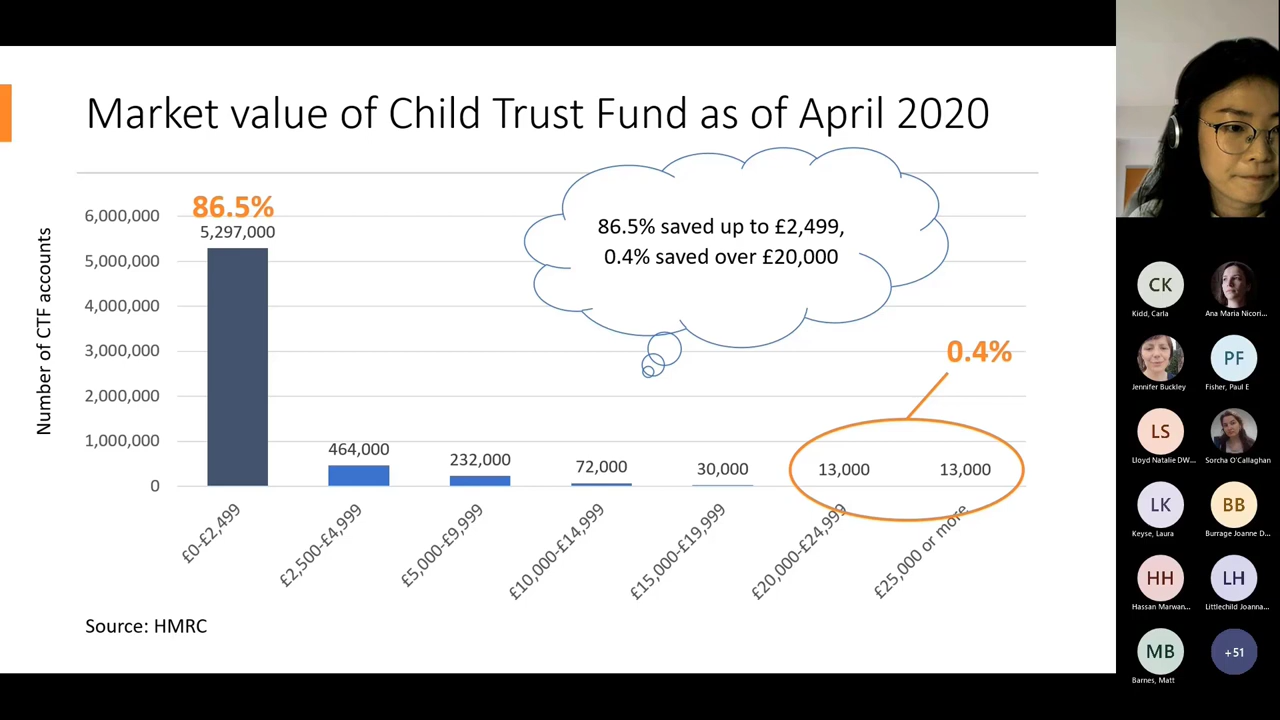 Market value of Child Trust Fund as of April 2020
86.5%
86.5% saved up to £2,499,
0.4% saved over £20,000
0.4%
Number of CTF accounts
6,000,000
5,000,000
4,000,000
3,000,000
2,000,000
1,000,000
0
5,297,000
464,000
232,000
72,000
30,000
13,000
13,000
£0-£2,499
£2,500-£4,999
£5,000-£9,999
£10,000-£14,999
£15,000-£19,999
£20,000-£24,999
£25,000 or more
Source: HMRC
CK
Kidd, Carla
Ana Maria Nicori...
Jennifer Buckley
PF
Fisher, Paul E
LS
Lloyd Natalie DW...
Sorcha O'Callaghan
LK
Keyse, Laura
BB
Burrage Joanne D...
HH
Hassan Marwan...
LH
Littlechild Joanna...
MB
Barnes, Matt
+51